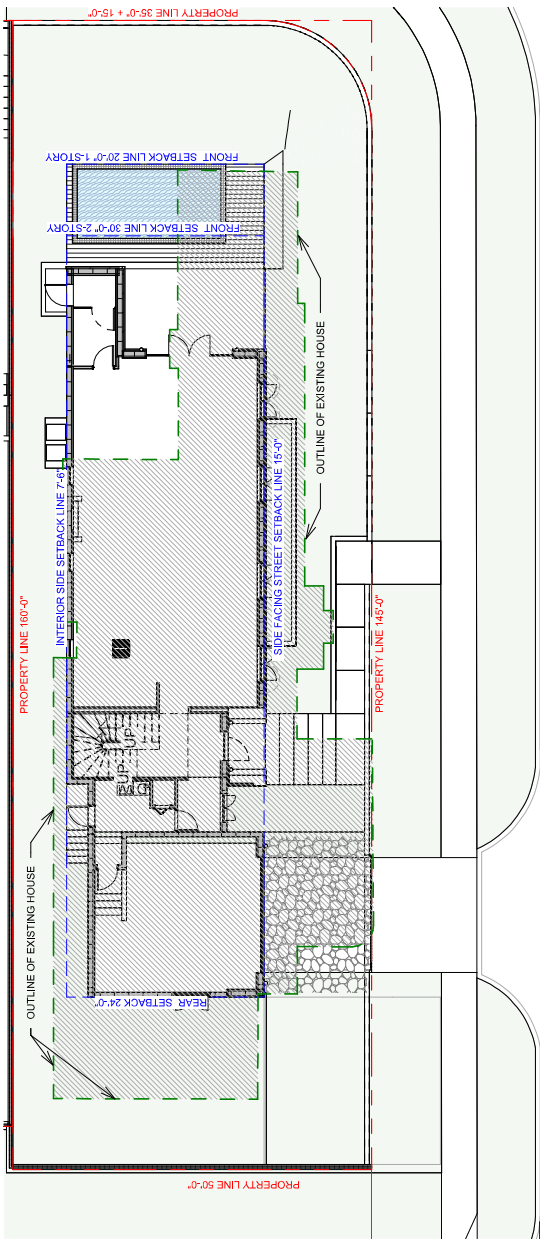 PROPERTY LINE 35'-0" + 15'-0"
FRONT SETBACK LINE 20'-0" 1-STORY
FRONT SETBACK LINE 30'-0" 2-STORY
OUTLINE OF EXISTING HOUSE
INTERIOR SIDE SETBACK LINE 7'-6"
SIDE FACING STREET SETBACK LINE 15'-0"
PROPERTY LINE 160'-0"
PROPERTY LINE 145'-0"
UP
UP
OUTLINE OF EXISTING HOUSE
REAR SETBACK 24'-0"
PROPERTY LINE 50'-0"